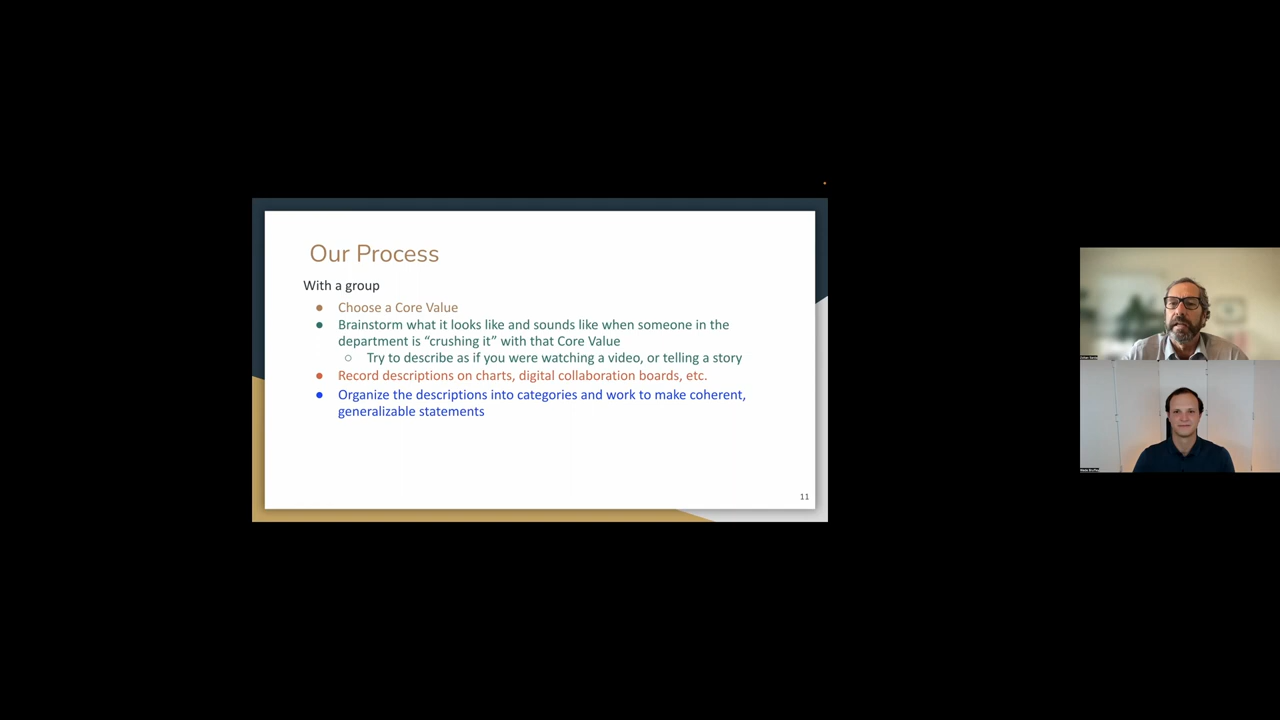 Our Process
With a group
● Choose a Core Value
● Brainstorm what it looks like and sounds like when someone in the
department is “crushing it” with that Core Value
○ Try to describe as if you were watching a video, or telling a story
● Record descriptions on charts, digital collaboration boards, etc.
● Organize the descriptions into categories and work to make coherent,
generalizable statements
11